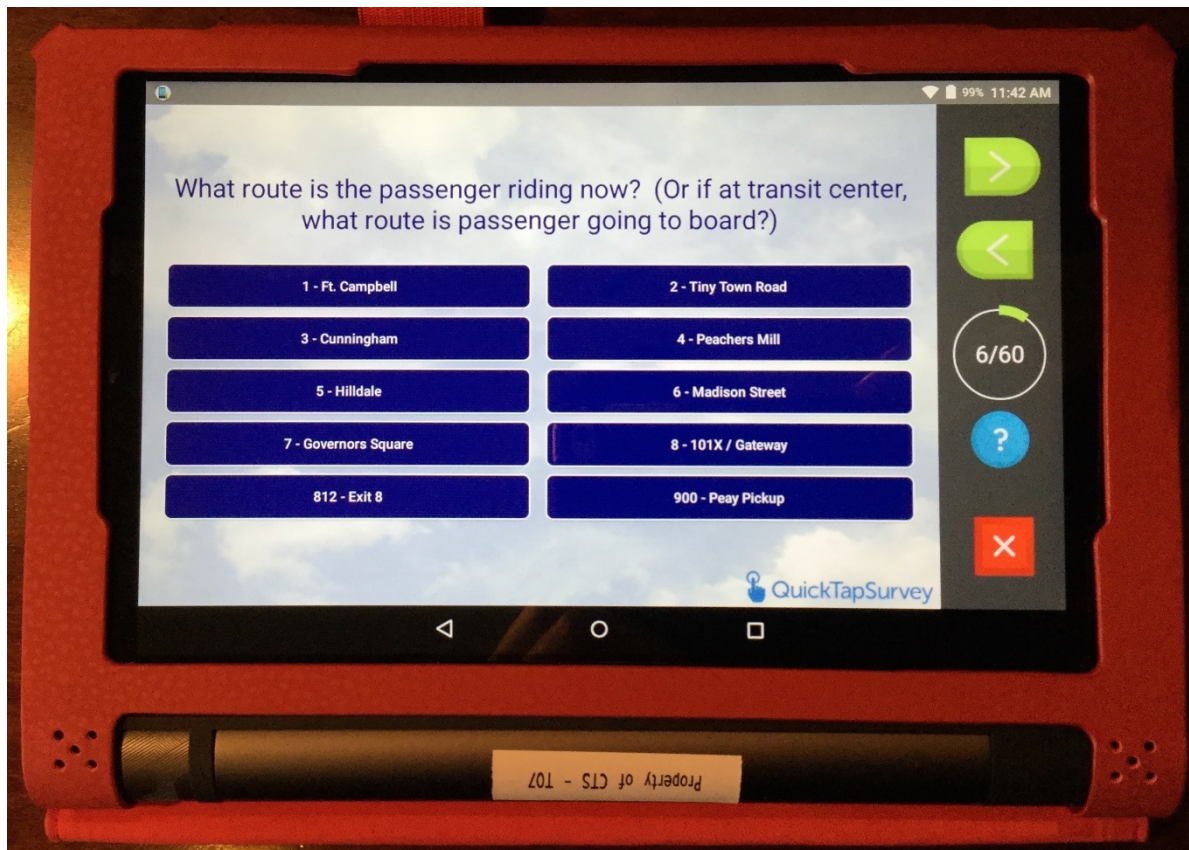 99% 11:42 AM
What route is the passenger riding now? (Or if at transit center,
what route is passenger going to board?)
1 - Ft. Campbell
2 - Tiny Town Road
3 - Cunningham
4 - Peachers Mill
5 - Hilldale
6 - Madison Street
7 - Governors Square
8 - 101X / Gateway
812 - Exit 8
900 - Peay Pickup
6/60
?
QuickTapSurvey
Property of CTS - T07